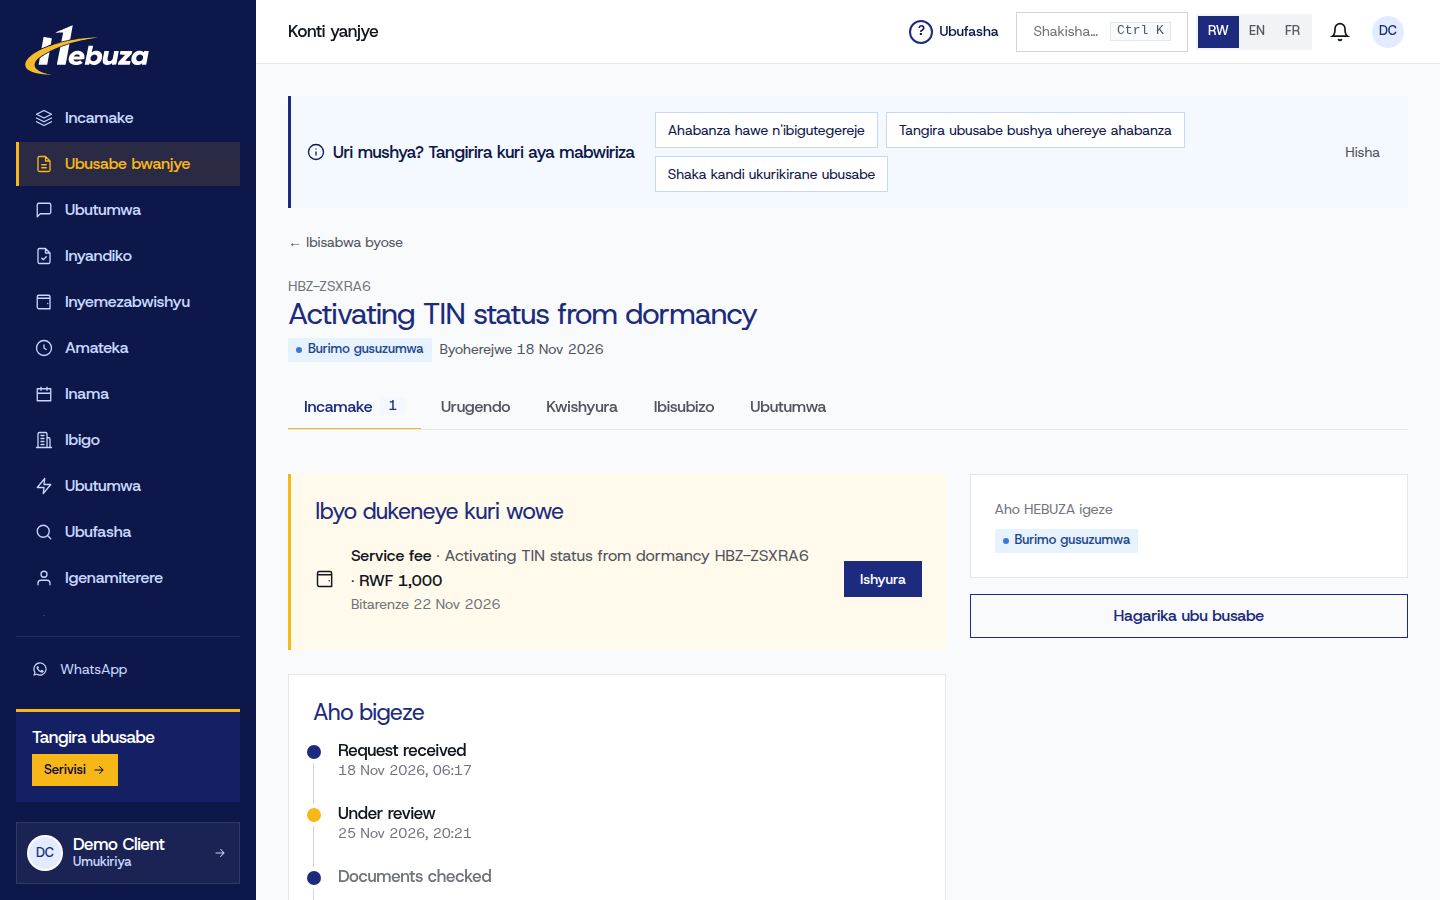 Hebuza
Incamake
Ubusabe bwanjye
Ubutumwa
Inyandiko
Inyemezabwishyu
Amateka
Inama
Ibigo
Ubutumwa
Ubufasha
Igenamiterere
WhatsApp
Tangira ubusabe
Serivisi →
DC
Demo Client
Umukiriya
→
Konti yanjye
? Ubufasha
Shakisha... Ctrl K
RW EN FR
DC
Uri mushya? Tangirira kuri aya mabwiriza
Ahabanza hawe n'ibigutegereje
Tangira ubusabe bushya uhereye ahabanza
Shaka kandi ukurikirane ubusabe
Hisha
← Ibisabwa byose
HBZ-ZSXRA6
Activating TIN status from dormancy
Burimo gusuzumwa Byoherejwe 18 Nov 2026
Incamake 1 Urugendo Kwishyura Ibisubizo Ubutumwa
Ibyo dukeneye kuri wowe
Service fee · Activating TIN status from dormancy HBZ-ZSXRA6
· RWF 1,000
Bitarenze 22 Nov 2026
Ishyura
Aho HEBUZA igeze
Burimo gusuzumwa
Hagarika ubu busabe
Aho bigeze
Request received
18 Nov 2026, 06:17
Under review
25 Nov 2026, 20:21
Documents checked